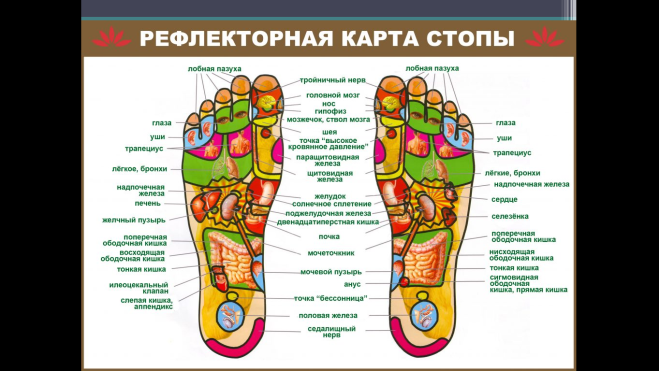 РЕФЛЕКТОРНАЯ КАРТА СТОПЫ
лобная пазуха
глаза
уши
трапециус
лёгкое, бронхи
надпочечная
железа
печень
желчный пузырь
поперечная
ободочная кишка
восходящая
ободочная кишка
тонкая кишка
илеоцекальный
клапан
слепая кишка,
аппендикс
тройничный нерв
головной мозг
нос
гипофиз
мозжечок, ствол мозга
шея
точка “высокое
кровяное давление”
паращитовидная
железа
щитовидная
железа
желудок
солнечное сплетение
поджелудочная железа
двенадцатиперстная кишка
почка
мочеточник
мочевой пузырь
анус
точка “бессонница”
половая железа
седалищный
нерв
лобная пазуха
глаза
уши
трапециус
лёгкие, бронхи
надпочечная железа
сердце
селезёнка
поперечная
ободочная кишка
нисходящая
ободочная кишка
тонкая кишка
сигмовидная
ободочная
кишка, прямая кишка